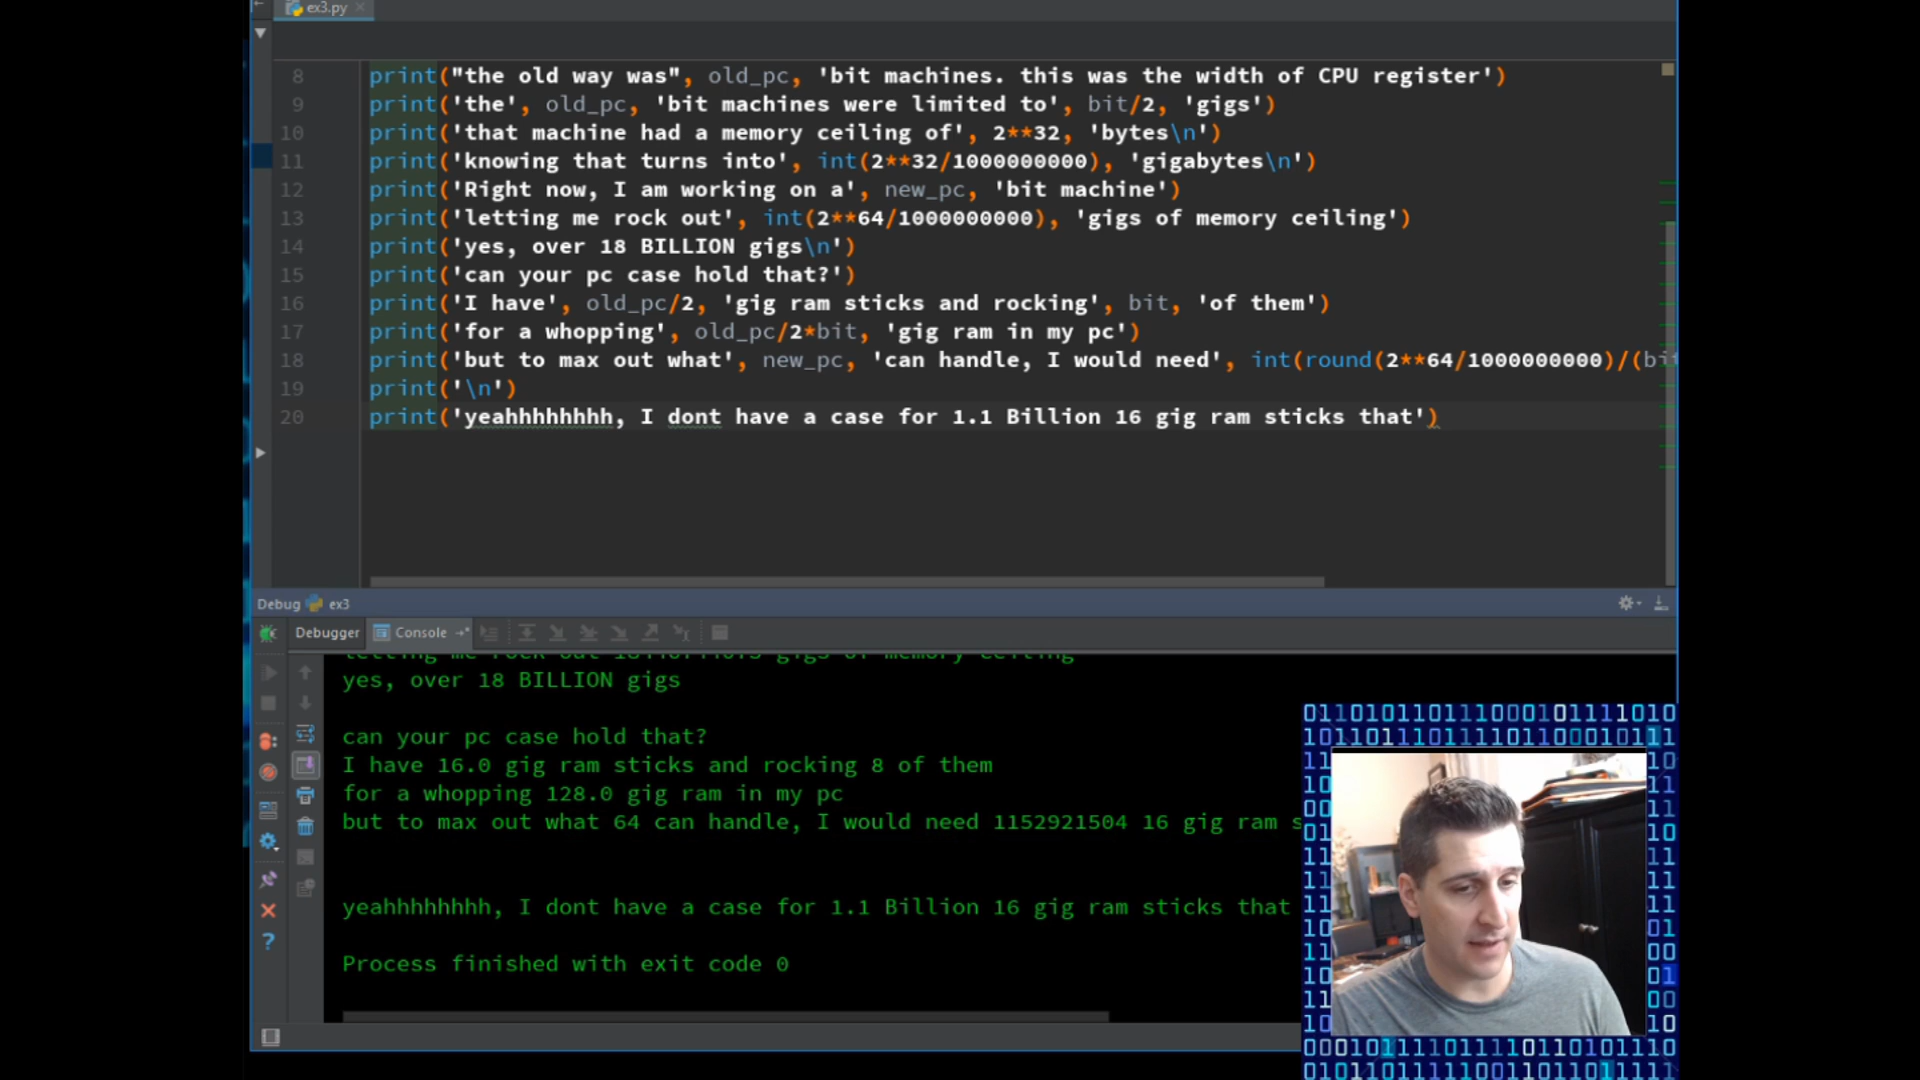 ex3.py
8 print("the old way was", old_pc, 'bit machines. this was the width of CPU register')
9 print('the', old_pc, 'bit machines were limited to', bit/2, 'gigs')
10 print('that machine had a memory ceiling of', 2**32, 'bytes\n')
11 print('knowing that turns into', int(2**32/1000000000), 'gigabytes\n')
12 print('Right now, I am working on a', new_pc, 'bit machine')
13 print('letting me rock out', int(2**64/1000000000), 'gigs of memory ceiling')
14 print('yes, over 18 BILLION gigs\n')
15 print('can your pc case hold that?')
16 print('I have', old_pc/2, 'gig ram sticks and rocking', bit, 'of them')
17 print('for a whopping', old_pc/2*bit, 'gig ram in my pc')
18 print('but to max out what', new_pc, 'can handle, I would need', int(round(2**64/1000000000)/(bit
19 print('\n')
20 print('yeahhhhhhhh, I dont have a case for 1.1 Billion 16 gig ram sticks that')
Debug ex3
Debugger Console
letting me rock out gigs of memory ceiling
yes, over 18 BILLION gigs
can your pc case hold that?
I have 16.0 gig ram sticks and rocking 8 of them
for a whopping 128.0 gig ram in my pc
but to max out what 64 can handle, I would need 1152921504 16 gig ram s
yeahhhhhhhh, I dont have a case for 1.1 Billion 16 gig ram sticks that
Process finished with exit code 0